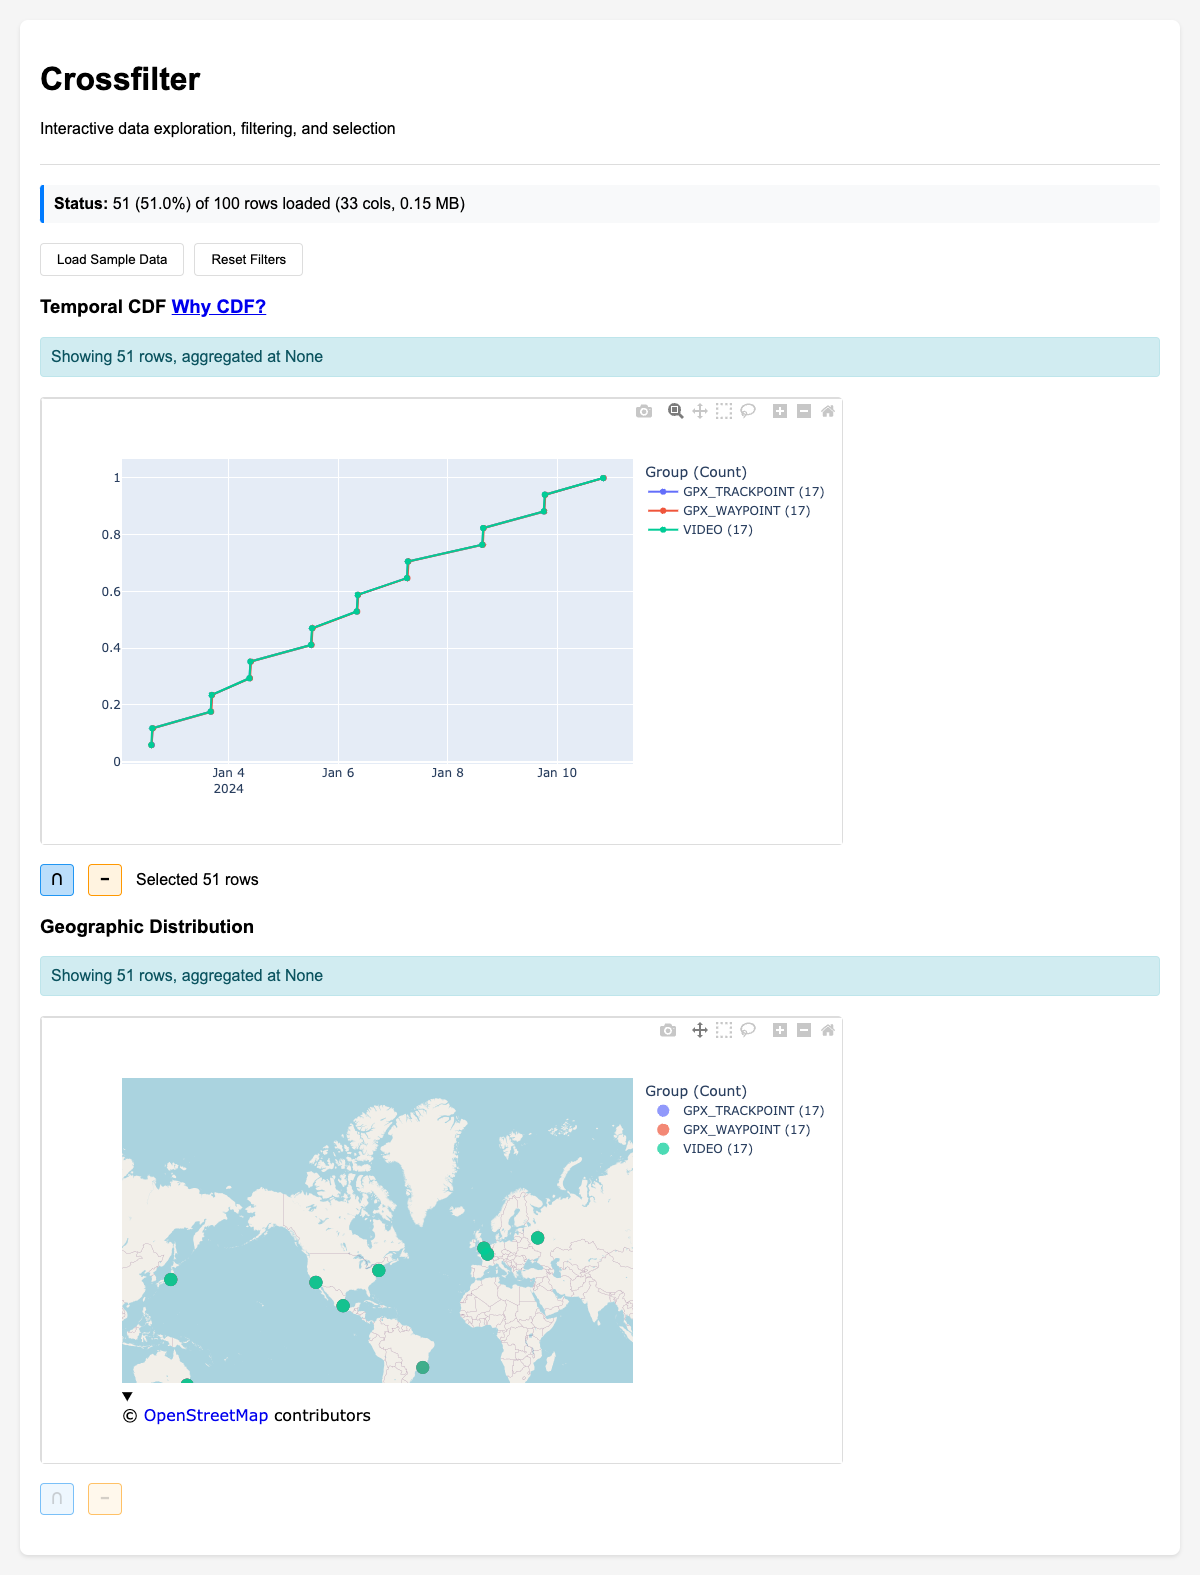 Crossfilter
Interactive data exploration, filtering, and selection
Status: 51 (51.0%) of 100 rows loaded (33 cols, 0.15 MB)
Load Sample Data Reset Filters
Temporal CDF Why CDF?
Showing 51 rows, aggregated at None
Group (Count)
GPX_TRACKPOINT (17)
GPX_WAYPOINT (17)
VIDEO (17)
1
0.8
0.6
0.4
0.2
0
Jan 4 Jan 6 Jan 8 Jan 10
2024
∩ − Selected 51 rows
Geographic Distribution
Showing 51 rows, aggregated at None
Group (Count)
GPX_TRACKPOINT (17)
GPX_WAYPOINT (17)
VIDEO (17)
▼
© OpenStreetMap contributors
∩ −